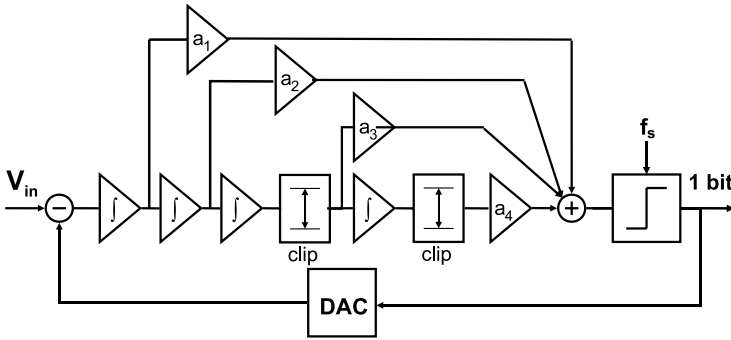 a1
a2
a3
fs
Vin
1 bit
−
∫
∫
∫
∫
a4
+
clip
clip
DAC